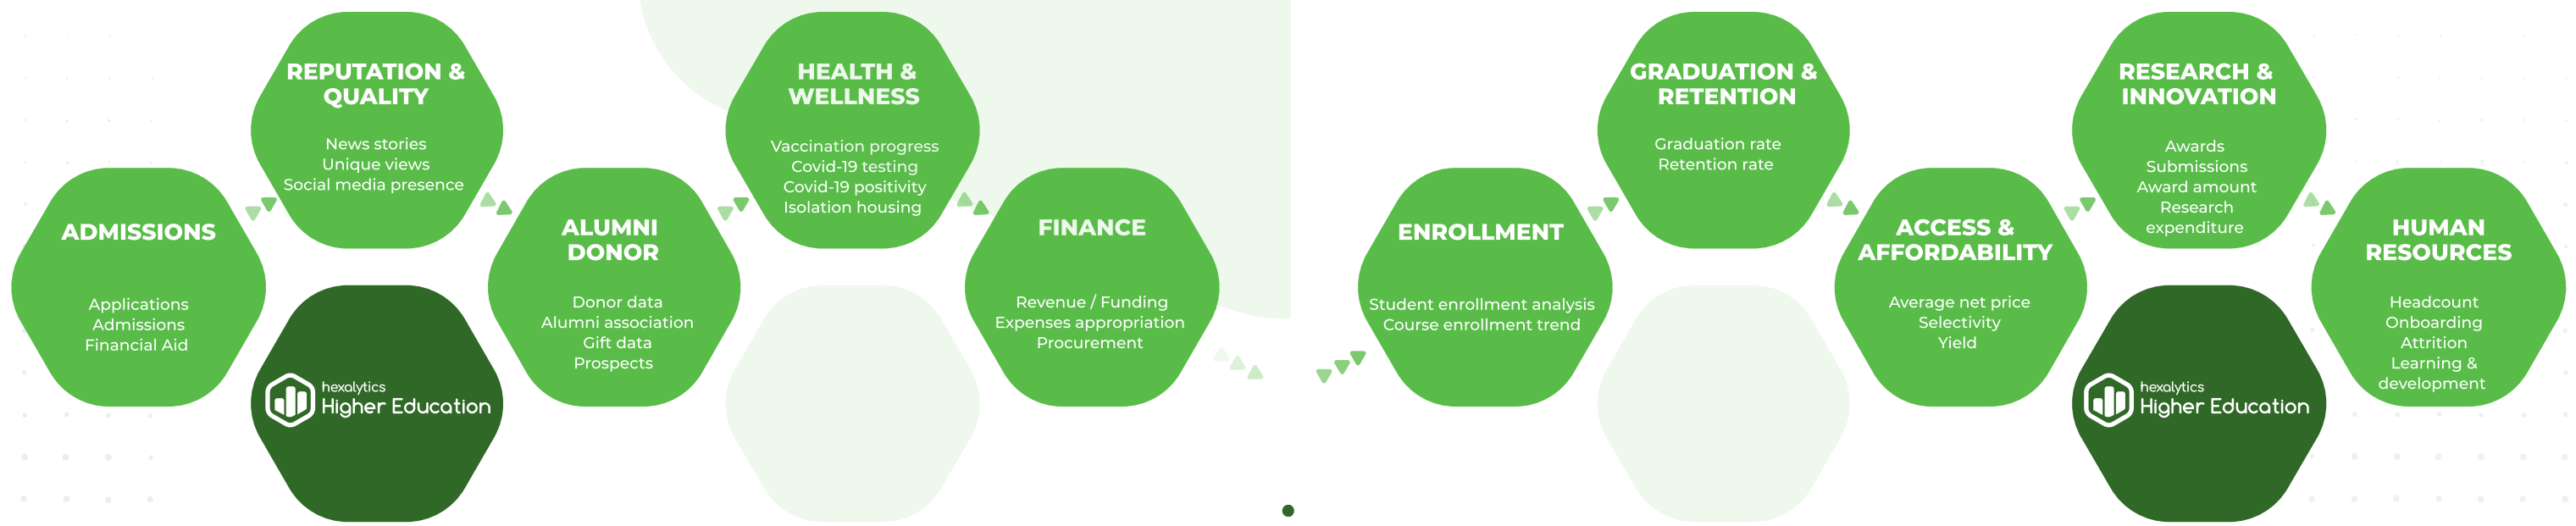 ADMISSIONS
Applications
Admissions
Financial Aid
REPUTATION &
QUALITY
News stories
Unique views
Social media presence
hexalytics
Higher Education
ALUMNI
DONOR
Donor data
Alumni association
Gift data
Prospects
HEALTH &
WELLNESS
Vaccination progress
Covid-19 testing
Covid-19 positivity
Isolation housing
FINANCE
Revenue / Funding
Expenses appropriation
Procurement
ENROLLMENT
Student enrollment analysis
Course enrollment trend
GRADUATION &
RETENTION
Graduation rate
Retention rate
ACCESS &
AFFORDABILITY
Average net price
Selectivity
Yield
RESEARCH &
INNOVATION
Awards
Submissions
Award amount
Research
expenditure
hexalytics
Higher Education
HUMAN
RESOURCES
Headcount
Onboarding
Attrition
Learning &
development